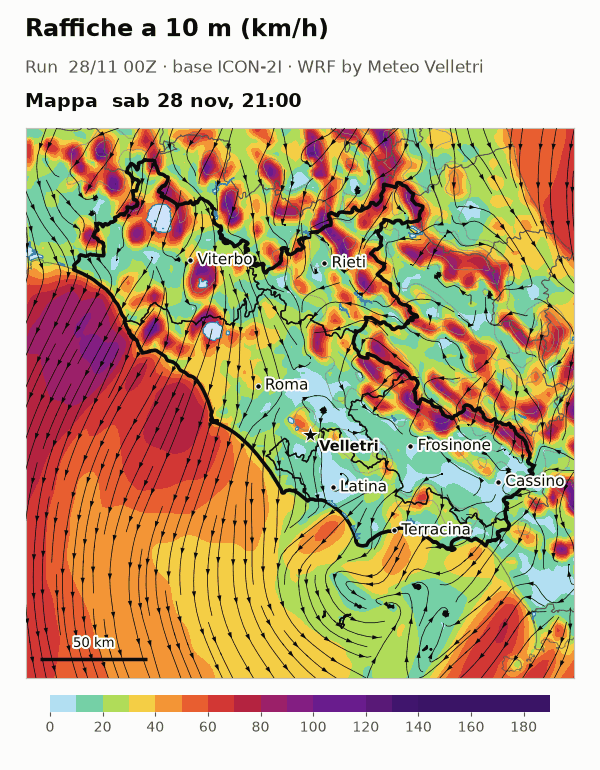 Raffiche a 10 m (km/h)
Run  28/11 00Z · base ICON-2I · WRF by Meteo Velletri
Mappa  sab 28 nov, 21:00
Viterbo
Rieti
Roma
Velletri
Frosinone
Latina
Cassino
Terracina
50 km
0 20 40 60 80 100 120 140 160 180